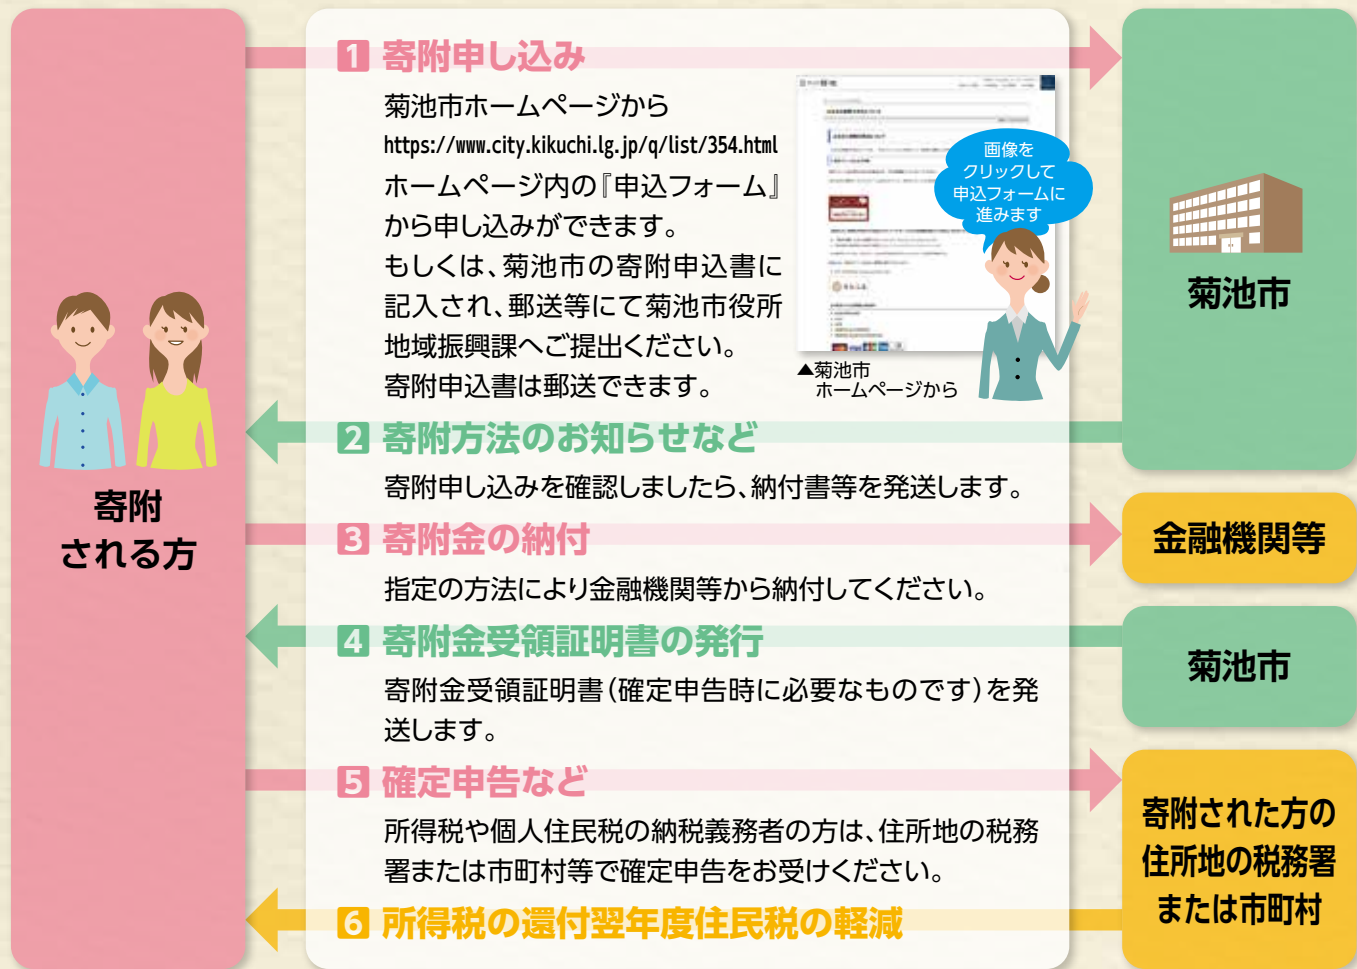 1 寄附申し込み
菊池市ホームページから
https://www.city.kikuchi.lg.jp/q/list/354.html
ホームページ内の『申込フォーム』
から申し込みができます。
もしくは、菊池市の寄附申込書に
記入され、郵送等にて菊池市役所
地域振興課へご提出ください。
寄附申込書は郵送できます。
画像を
クリックして
申込フォームに
進みます
▲菊池市
ホームページから
菊池市
2 寄附方法のお知らせなど
寄附申し込みを確認しましたら、納付書等を発送します。
寄附
される方
3 寄附金の納付
指定の方法により金融機関等から納付してください。
金融機関等
4 寄附金受領証明書の発行
寄附金受領証明書(確定申告時に必要なものです)を発
送します。
菊池市
5 確定申告など
所得税や個人住民税の納税義務者の方は、住所地の税務
署または市町村等で確定申告をお受けください。
寄附された方の
住所地の税務署
または市町村
6 所得税の還付翌年度住民税の軽減